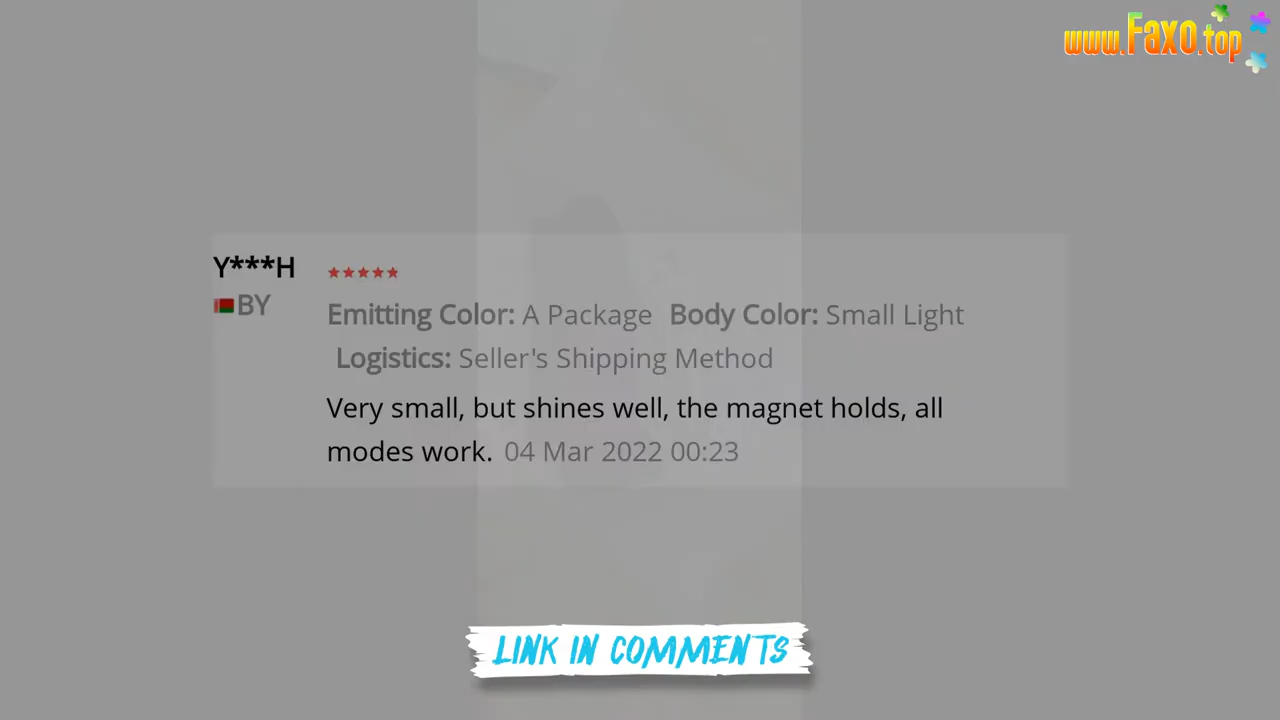 www.Faxo.top
Y***H ★★★★★
BY
Emitting Color: A Package Body Color: Small Light
Logistics: Seller's Shipping Method
Very small, but shines well, the magnet holds, all
modes work. 04 Mar 2022 00:23
LINK IN COMMENTS